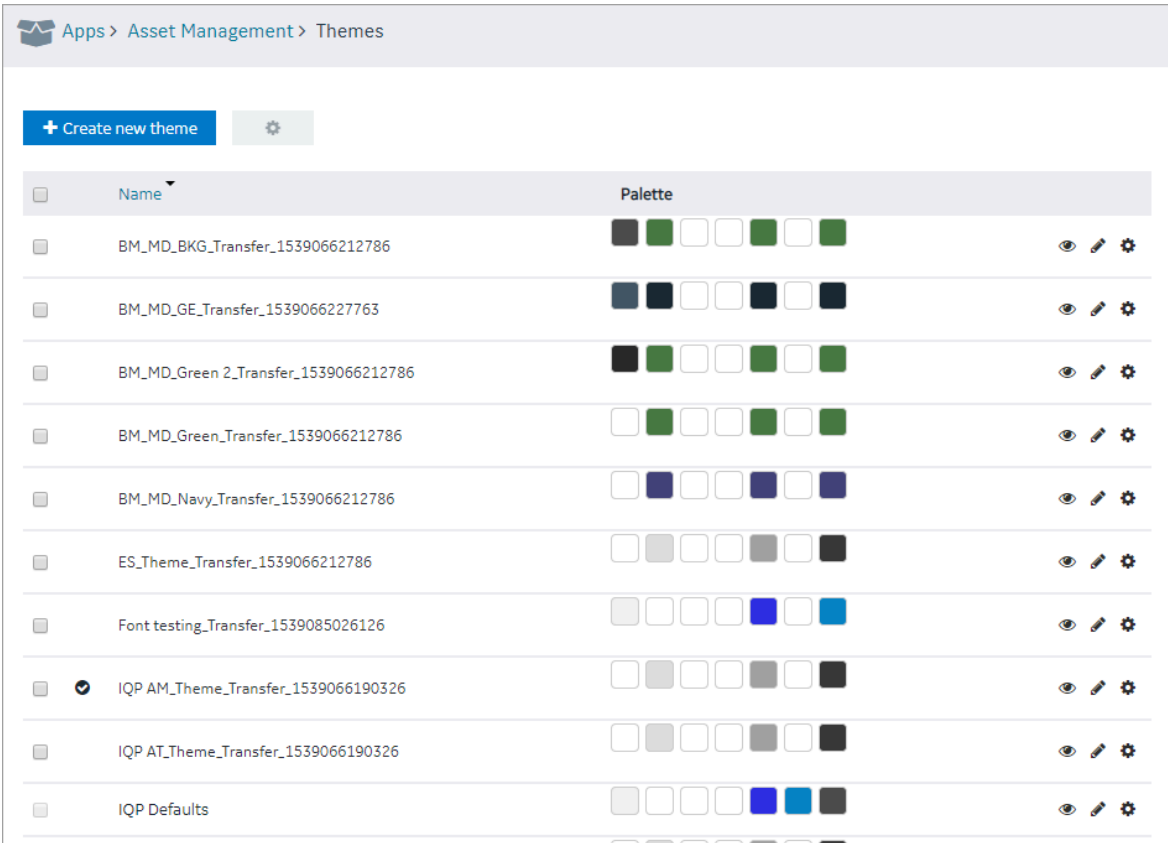 Apps > Asset Management > Themes
+ Create new theme
Name Palette
BM_MD_BKG_Transfer_1539066212786
BM_MD_GE_Transfer_1539066227763
BM_MD_Green 2_Transfer_1539066212786
BM_MD_Green_Transfer_1539066212786
BM_MD_Navy_Transfer_1539066212786
ES_Theme_Transfer_1539066212786
Font testing_Transfer_1539085026126
IQP AM_Theme_Transfer_1539066190326
IQP AT_Theme_Transfer_1539066190326
IQP Defaults